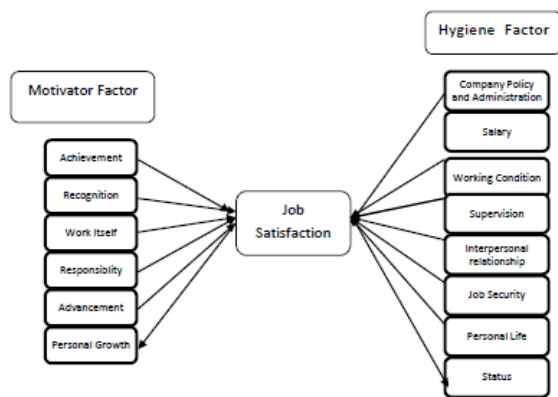 Hygiene Factor
Motivator Factor
Company Policy
and Administration
Salary
Achievement
Working Condition
Recognition
Job
Satisfaction
Supervision
Work Itself
Interpersonal
relationship
Responsiblity
Job Security
Advancement
Personal Life
Personal Growth
Status